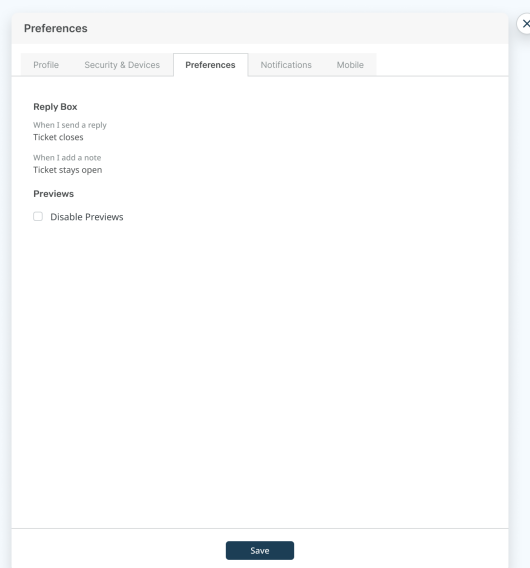 Preferences
Profile Security & Devices Preferences Notifications Mobile
Reply Box
When I send a reply
Ticket closes
When I add a note
Ticket stays open
Previews
Disable Previews
Save